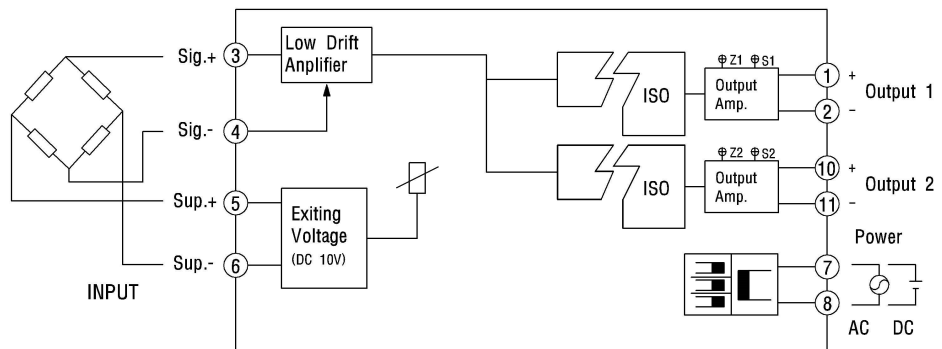 Sig.+ 3
Low Drift
Anplifier
Sig.- 4
Sup.+ 5
Exiting
Voltage
(DC 10V)
Sup.- 6
INPUT
ISO
Z1 S1
Output
Amp.
1 +
Output 1
2 -
ISO
Z2 S2
Output
Amp.
10 +
Output 2
11 -
Power
7
8
AC DC